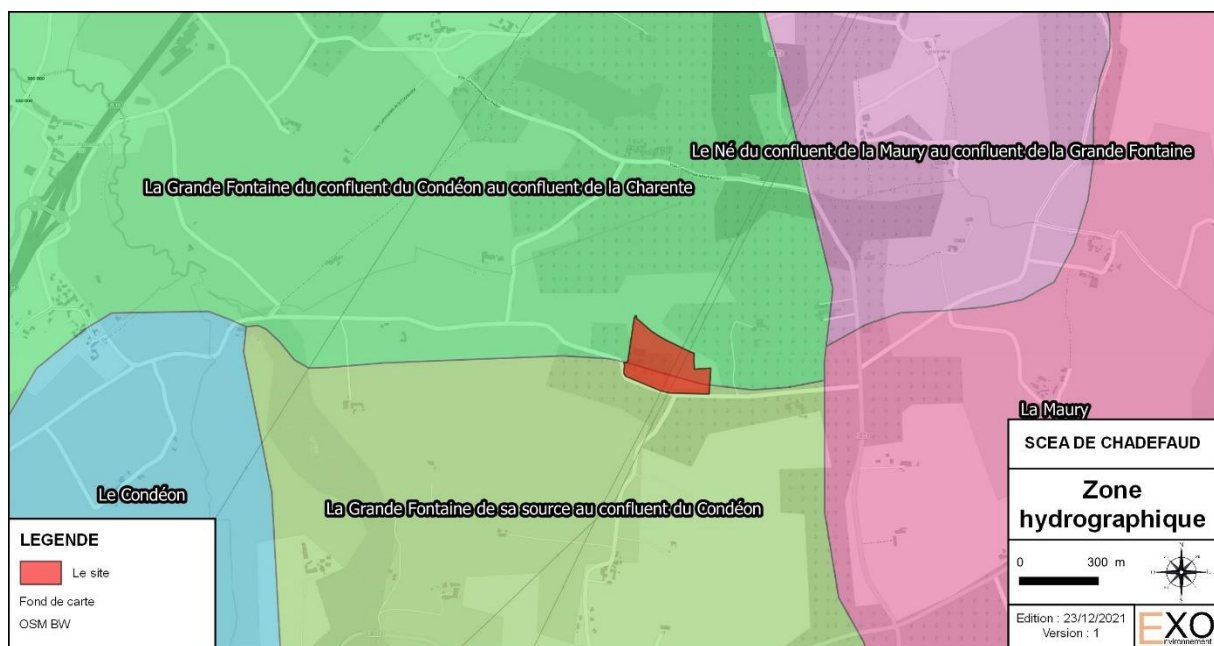 Le Né du confluent de la Maury au confluent de la Grande Fontaine
La Grande Fontaine du confluent du Condéon au confluent de la Charente
La Maury
Le Condéon
La Grande Fontaine de sa source au confluent du Condéon
LEGENDE
Le site
Fond de carte
OSM BW
SCEA DE CHADEFAUD
Zone
hydrographique
0 300 m
Edition : 23/12/2021
Version : 1
EXO
environnement